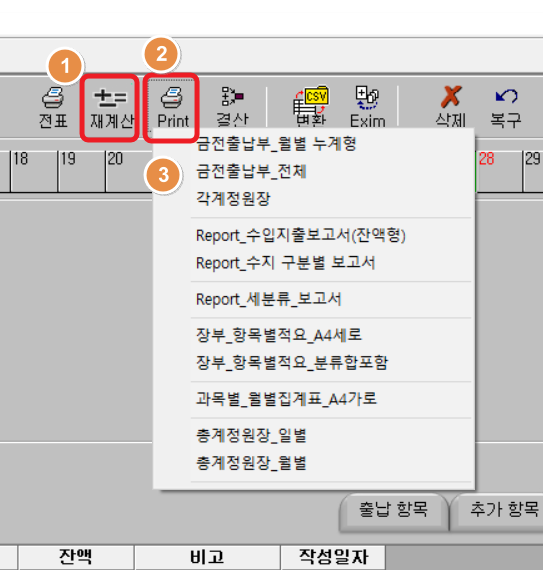 1
2
CSV
전표 재계산 Print 결산 변환 Exim 삭제 복구
18 19 20 28 29
3
금전출납부_월별 누계형
금전출납부_전체
각계정원장
Report_수입지출보고서(잔액형)
Report_수지 구분별 보고서
Report_세분류_보고서
장부_항목별적요_A4세로
장부_항목별적요_분류합포함
과목별_월별집계표_A4가로
총계정원장_일별
총계정원장_월별
출납 항목 추가 항목
잔액 비고 작성일자